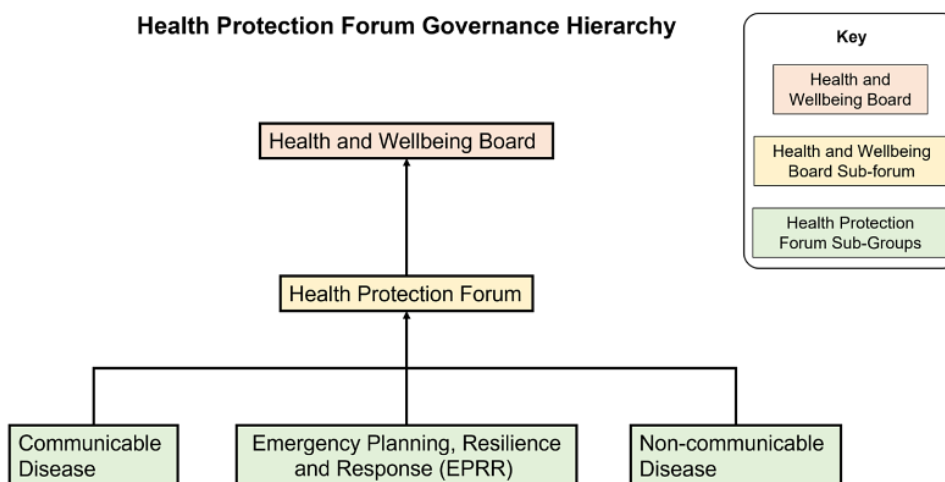 Health Protection Forum Governance Hierarchy
Key
Health and
Wellbeing Board
Health and Wellbeing
Board Sub-forum
Health Protection
Forum Sub-Groups
Health and Wellbeing Board
Health Protection Forum
Communicable
Disease
Emergency Planning, Resilience
and Response (EPRR)
Non-communicable
Disease